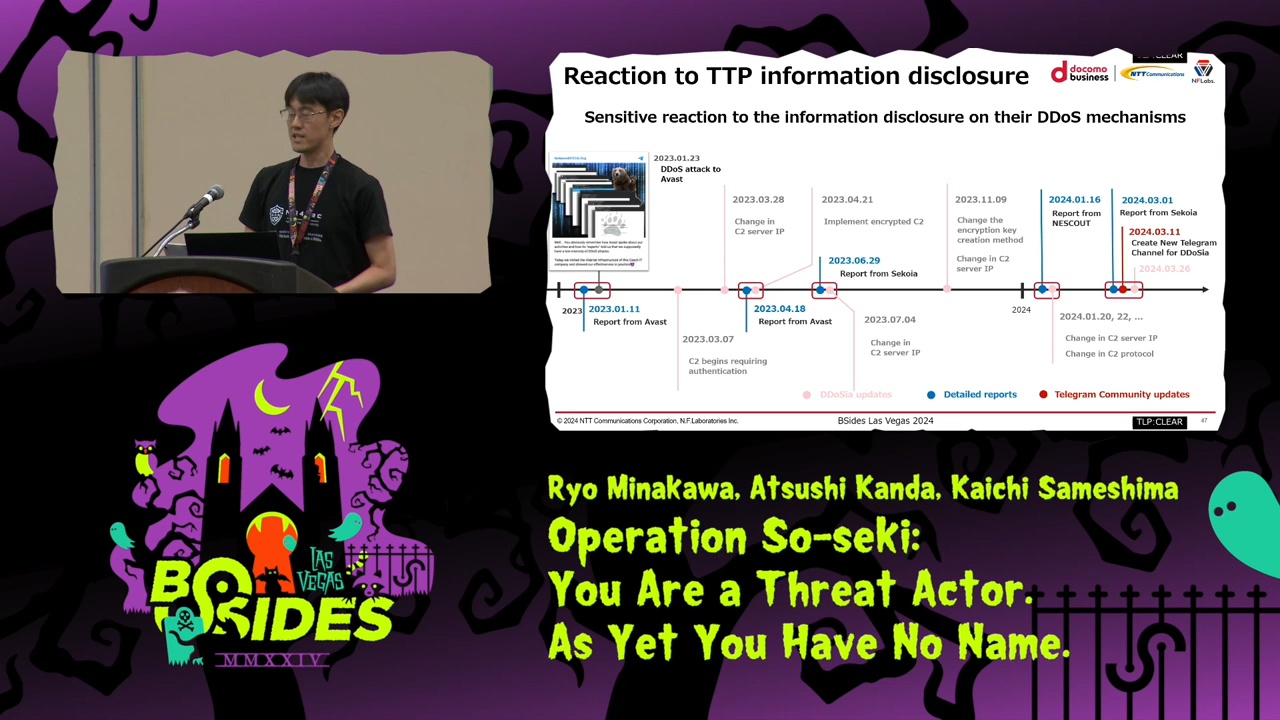 TLP:CLEAR
Reaction to TTP information disclosure
docomo
business
NTT Communications
NFLabs.
Sensitive reaction to the information disclosure on their DDoS mechanisms
2023.01.23
DDoS attack to
Avast
2023.03.28
Change in
C2 server IP
2023.04.21
Implement encrypted C2
2023.06.29
Report from Sekoia
2023.11.09
Change the
encryption key
creation method
Change in C2
server IP
2024.01.16
Report from
NESCOUT
2024.03.01
Report from Sekoia
2024.03.11
Create New Telegram
Channel for DDoSia
2024.03.26
2023
2023.01.11
Report from Avast
2023.03.07
C2 begins requiring
authentication
2023.04.18
Report from Avast
2023.07.04
Change in
C2 server IP
2024
2024.01.20, 22, ...
Change in C2 server IP
Change in C2 protocol
DDoSia updates
Detailed reports
Telegram Community updates
© 2024 NTT Communications Corporation, N.F.Laboratories Inc.
BSides Las Vegas 2024
TLP:CLEAR
47
Ryo Minakawa, Atsushi Kanda, Kaichi Sameshima
Operation So-seki:
You Are a Threat Actor.
As Yet You Have No Name.
LAS
VEGAS
BSIDES
MMXXIV